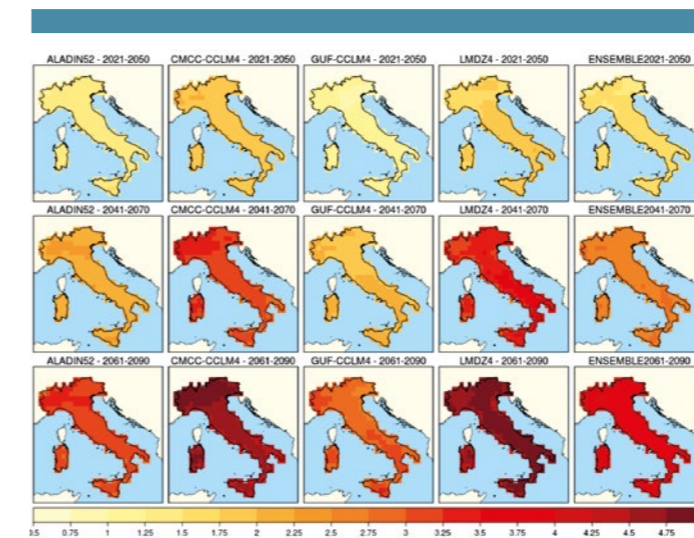 ALADIN52 - 2021-2050 CMCC-CCLM4 - 2021-2050 GUF-CCLM4 - 2021-2050 LMDZ4 - 2021-2050 ENSEMBLE2021-2050
ALADIN52 - 2041-2070 CMCC-CCLM4 - 2041-2070 GUF-CCLM4 - 2041-2070 LMDZ4 - 2041-2070 ENSEMBLE2041-2070
ALADIN52 - 2061-2090 CMCC-CCLM4 - 2061-2090 GUF-CCLM4 - 2061-2090 LMDZ4 - 2061-2090 ENSEMBLE2061-2090
0.5 0.75 1 1.25 1.5 1.75 2 2.25 2.5 2.75 3 3.25 3.5 3.75 4 4.25 4.5 4.75